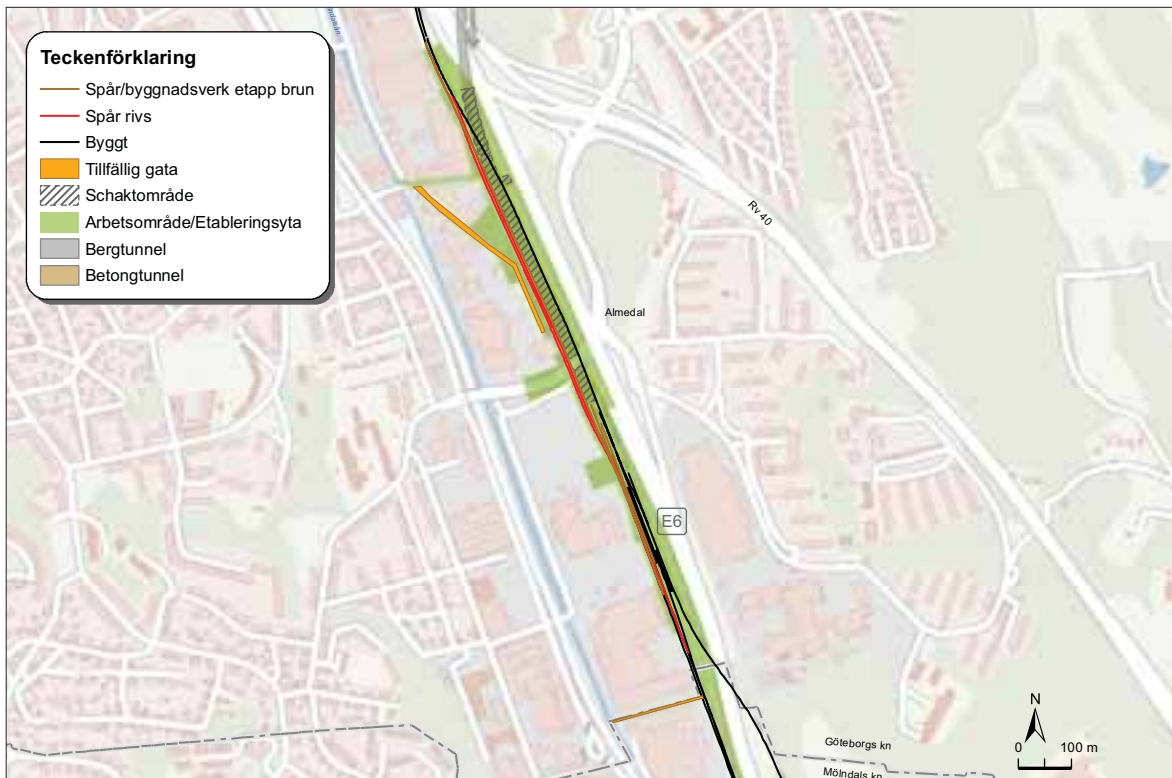 Teckenförklaring
Spår/byggnadsverk etapp brun
Spår rivs
Byggt
Tillfällig gata
Schaktområde
Arbetsområde/Etableringsyta
Bergtunnel
Betongtunnel
Rv 40
Almedal
E6
N
0 100 m
Göteborgs kn
Mölndals kn